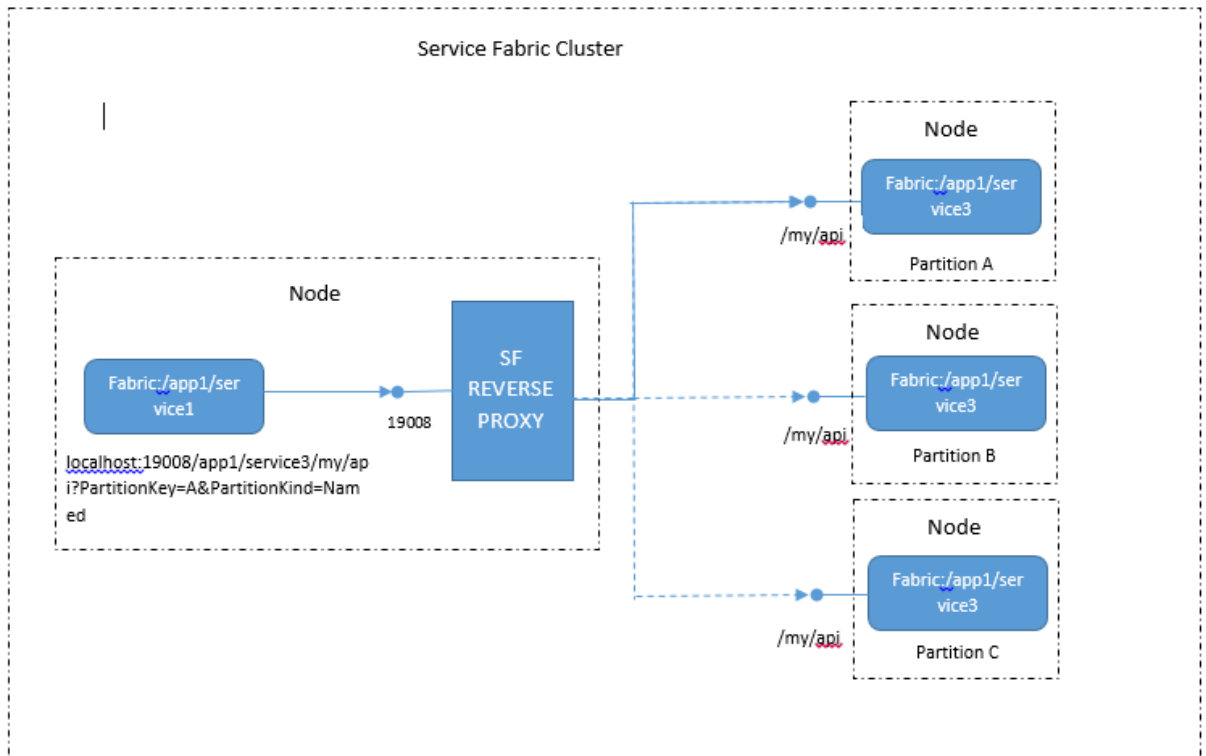 Service Fabric Cluster
Node
Fabric:/app1/ser
vice3
/my/api
Partition A
Node
Fabric:/app1/ser
vice1
19008
localhost:19008/app1/service3/my/ap
i?PartitionKey=A&PartitionKind=Nam
ed
SF
REVERSE
PROXY
Node
Fabric:/app1/ser
vice3
/my/api
Partition B
Node
Fabric:/app1/ser
vice3
/my/api
Partition C